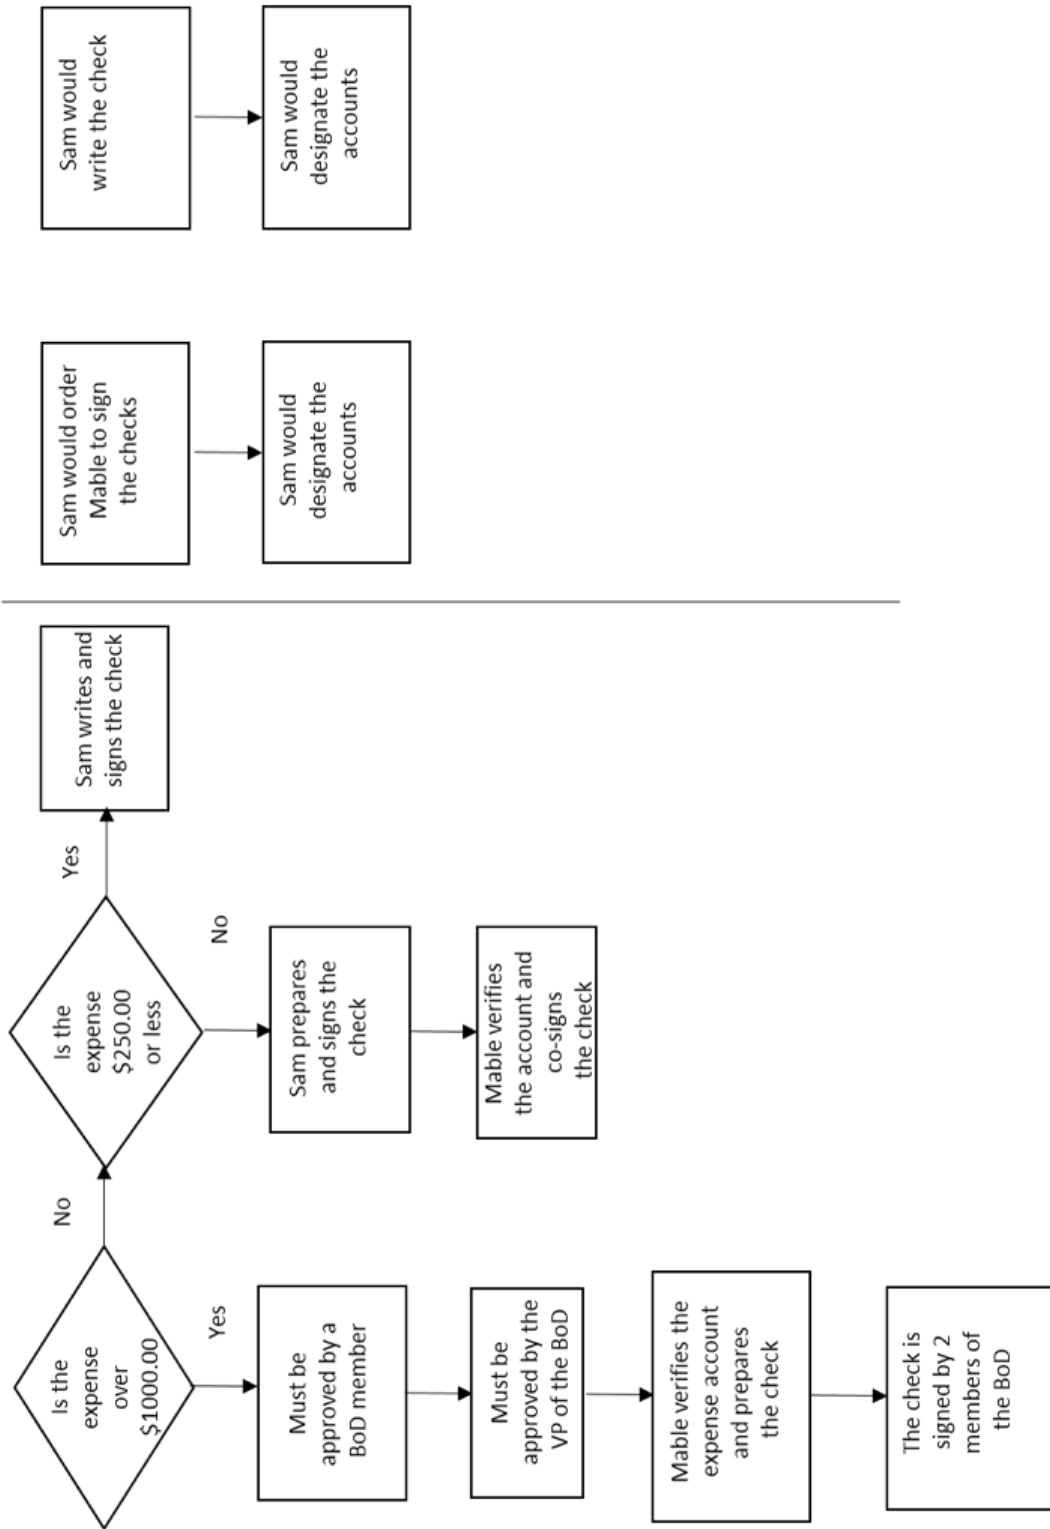 Is the
expense
over
$1000.00
No
Yes
Is the
expense
$250.00
or less
Yes
No
Sam writes and
signs the check
Must be
approved by a
BoD member
Must be
approved by the
VP of the BoD
Mable verifies the
expense account
and prepares
the check
The check is
signed by 2
members of
the BoD
Sam prepares
and signs the
check
Mable verifies
the account and
co-signs
the check
Sam would order
Mable to sign
the checks
Sam would
designate the
accounts
Sam would
write the check
Sam would
designate the
accounts